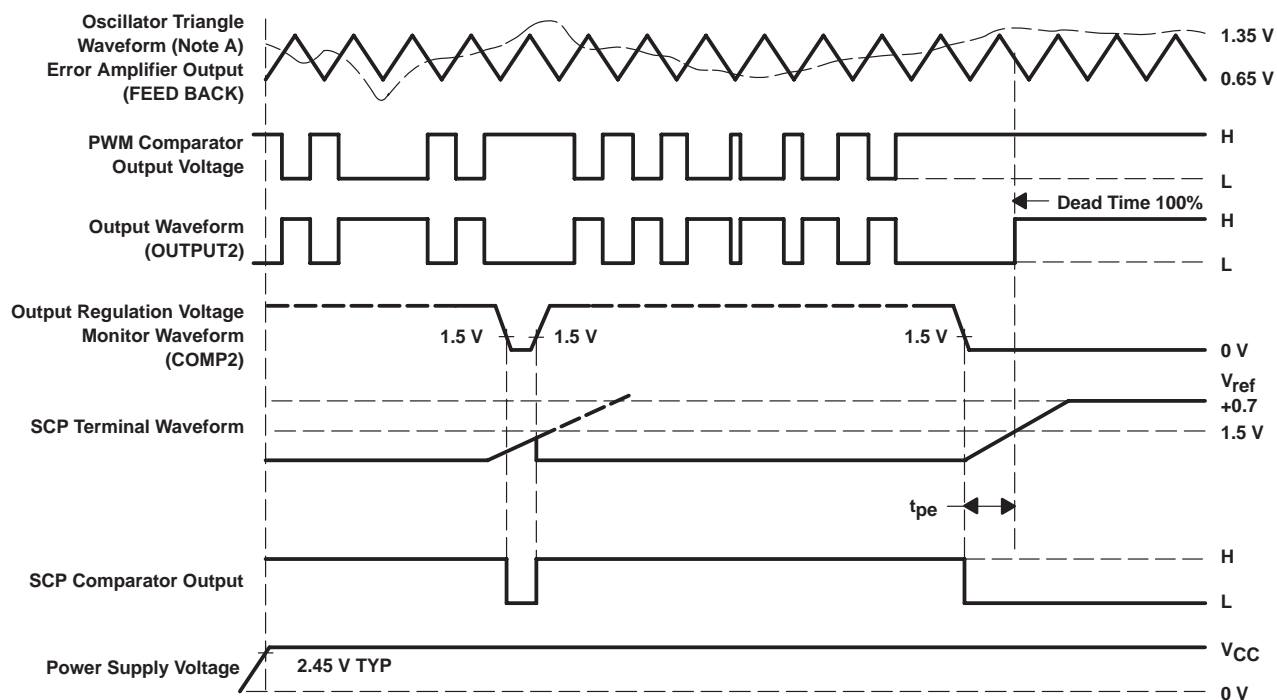 Oscillator Triangle
Waveform (Note A)
Error Amplifier Output
(FEED BACK)
1.35 V
0.65 V
PWM Comparator
Output Voltage
H
L
Dead Time 100%
Output Waveform
(OUTPUT2)
H
L
Output Regulation Voltage
Monitor Waveform
(COMP2)
1.5 V
1.5 V
1.5 V
0 V
SCP Terminal Waveform
Vref
+0.7
1.5 V
tpe
SCP Comparator Output
H
L
Power Supply Voltage
2.45 V TYP
VCC
0 V